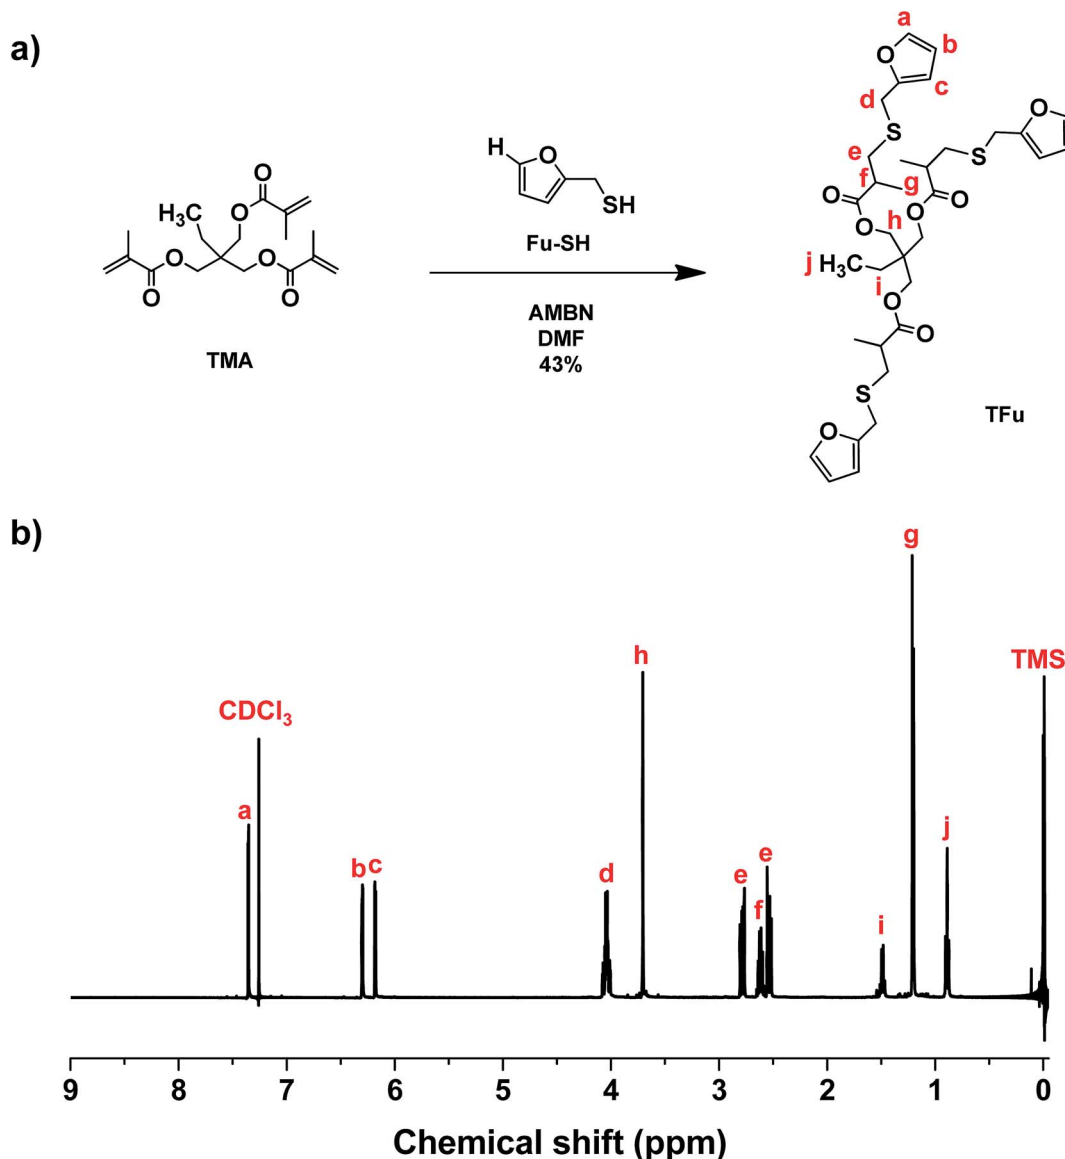 a)
H₃C
O
O
O
O
O
O
TMA
H
O
SH
Fu-SH
AMBN
DMF
43%
a
b
c
d
e
f
g
h
i
j
O
S
O
S
O
O
O
O
H₃C
O
O
S
O
TFu
b)
a
CDCl₃
b
c
d
h
e
f
e
i
g
j
TMS
9
8
7
6
5
4
3
2
1
0
Chemical shift (ppm)